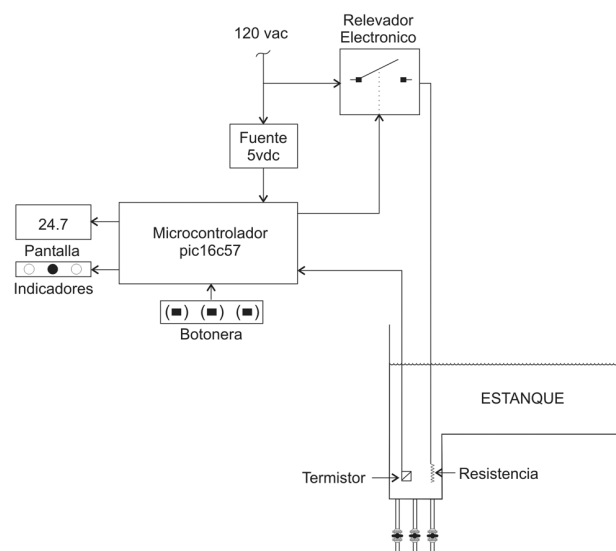 Relevador
Electronico
120 vac
Fuente
5vdc
Microcontrolador
pic16c57
24.7
Pantalla
Indicadores
Botonera
ESTANQUE
Termistor
Resistencia